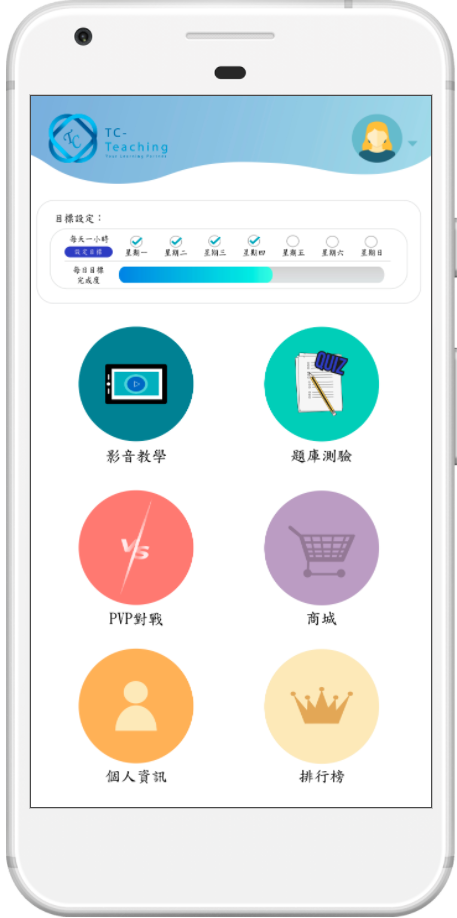 TC
TC-
Teaching
目標設定：
每天一小時
設定目標
星期一 星期二 星期三 星期四 星期五 星期六 星期日
每日目標
完成度
QUIZ
影音教學 題庫測驗
VS
PVP對戰 商城
個人資訊 排行榜